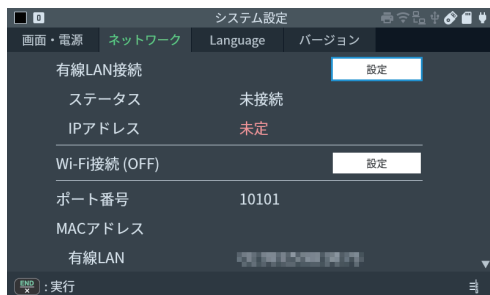 0 システム設定
画面・電源 ネットワーク Language バージョン
有線LAN接続 設定
ステータス 未接続
IPアドレス 未定
Wi-Fi接続 (OFF) 設定
ポート番号 10101
MACアドレス
有線LAN
END × :実行